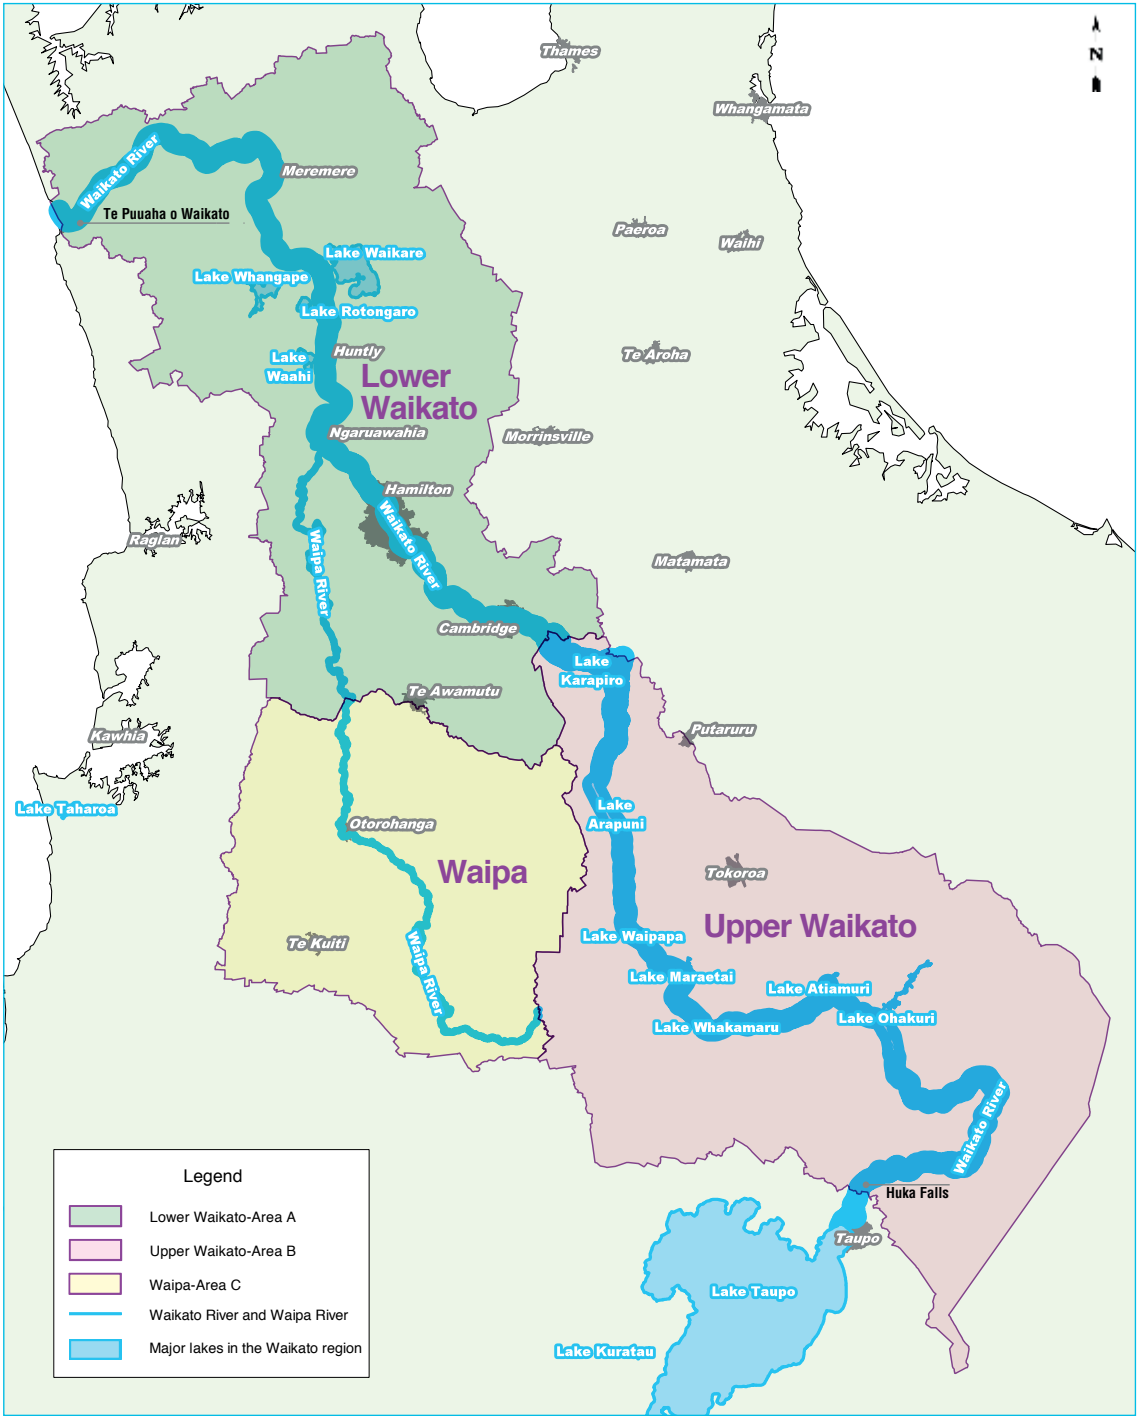 Thames
N
Whangamata
Waikato River
Meremere
Te Puuaha o Waikato
Paeroa
Waihi
Lake Waikare
Lake Whangape
Lake Rotongaro
Huntly
Te Aroha
Lake
Waahi
Lower
Waikato
Ngaruawahia
Morrinsville
Hamilton
Waikato River
Raglan
Waipa River
Matamata
Cambridge
Lake
Karapiro
Te Awamutu
Kawhia
Putaruru
Lake Taharoa
Lake
Arapuni
Otorohanga
Waipa
Tokoroa
Upper Waikato
Te Kuiti
Waipa River
Lake Waipapa
Lake Maraetai
Lake Atiamuri
Lake Whakamaru
Lake Ohakuri
Waikato River
Huka Falls
Taupo
Lake Taupo
Lake Kuratau
Legend
Lower Waikato-Area A
Upper Waikato-Area B
Waipa-Area C
Waikato River and Waipa River
Major lakes in the Waikato region